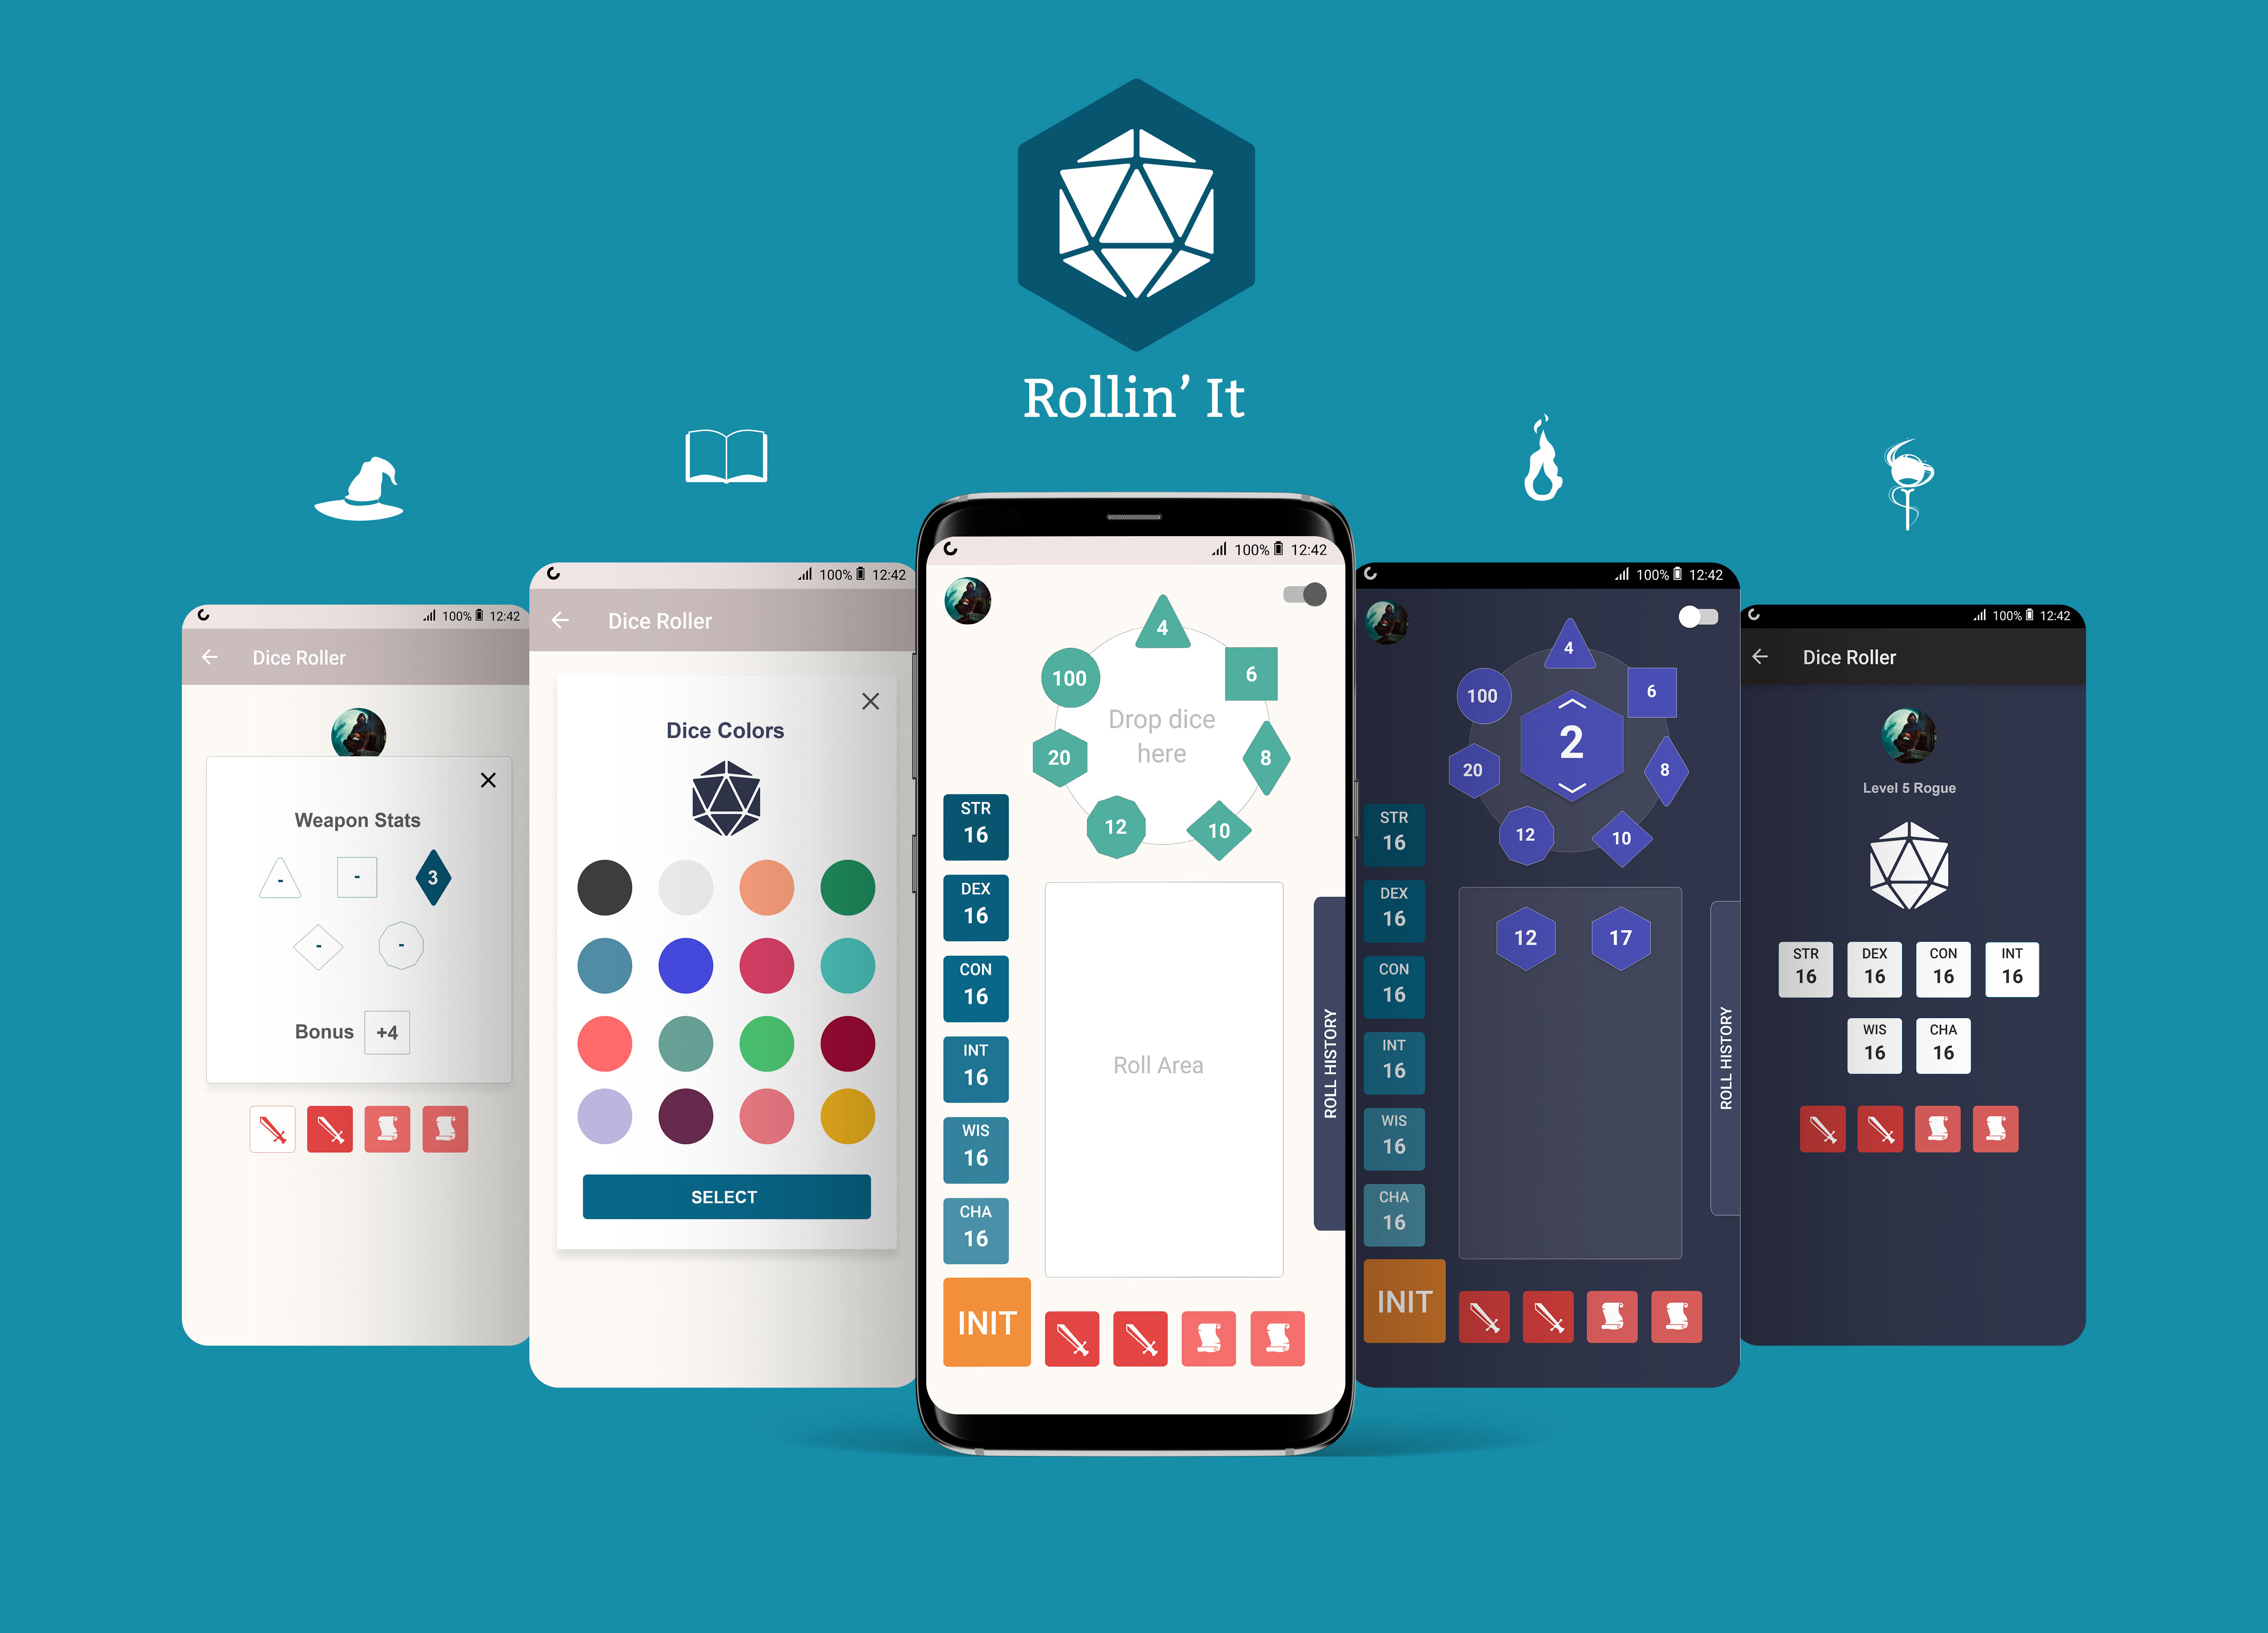 Rollin’ It
100% 12:42
Dice Roller
Weapon Stats
-
-
3
-
-
Bonus +4
100% 12:42
Dice Roller
Dice Colors
SELECT
100% 12:42
4
100
6
Drop dice
here
20
8
12
10
STR
16
DEX
16
CON
16
INT
16
WIS
16
CHA
16
INIT
Roll Area
ROLL HISTORY
100% 12:42
4
100
6
2
20
8
12
10
STR
16
DEX
16
CON
16
INT
16
WIS
16
CHA
16
INIT
12 17
ROLL HISTORY
100% 12:42
Dice Roller
Level 5 Rogue
STR DEX CON INT
16 16 16 16
WIS CHA
16 16